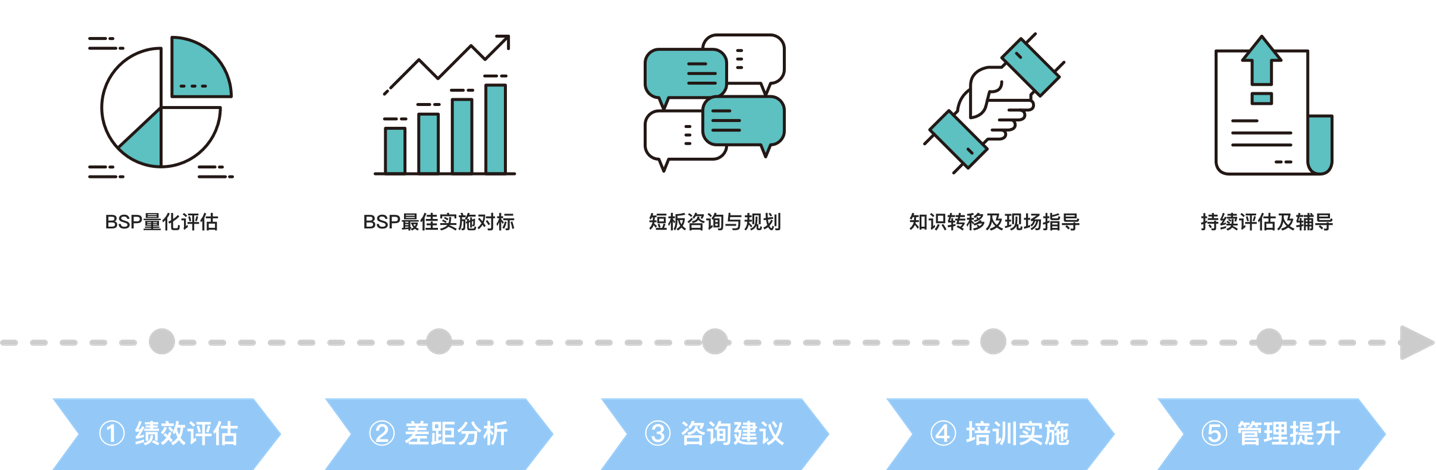 BSP量化评估
BSP最佳实施对标
短板咨询与规划
知识转移及现场指导
持续评估及辅导
① 绩效评估
② 差距分析
③ 咨询建议
④ 培训实施
⑤ 管理提升